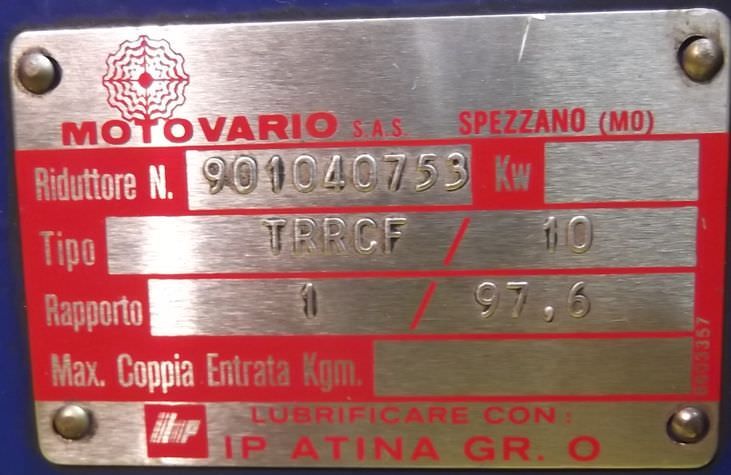 MOTOVARIO S.A.S. SPEZZANO (MO)
Riduttore N. 901040753 Kw
Tipo TRRCF / 10
Rapporto 1 / 97,6
Max. Coppia Entrata Kgm.
LUBRIFICARE CON:
IP IP ATINA GR. O